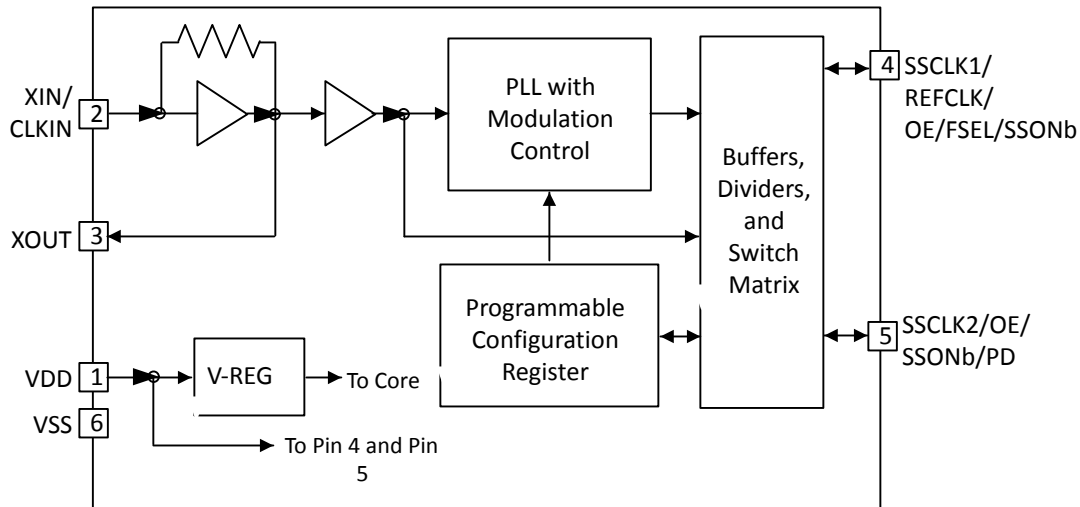 XIN/
CLKIN
2
XOUT
3
VDD
1
VSS
6
PLL with
Modulation
Control
Programmable
Configuration
Register
V-REG
To Core
To Pin 4 and Pin
5
Buffers,
Dividers,
and
Switch
Matrix
4
SSCLK1/
REFCLK/
OE/FSEL/SSONb
5
SSCLK2/OE/
SSONb/PD